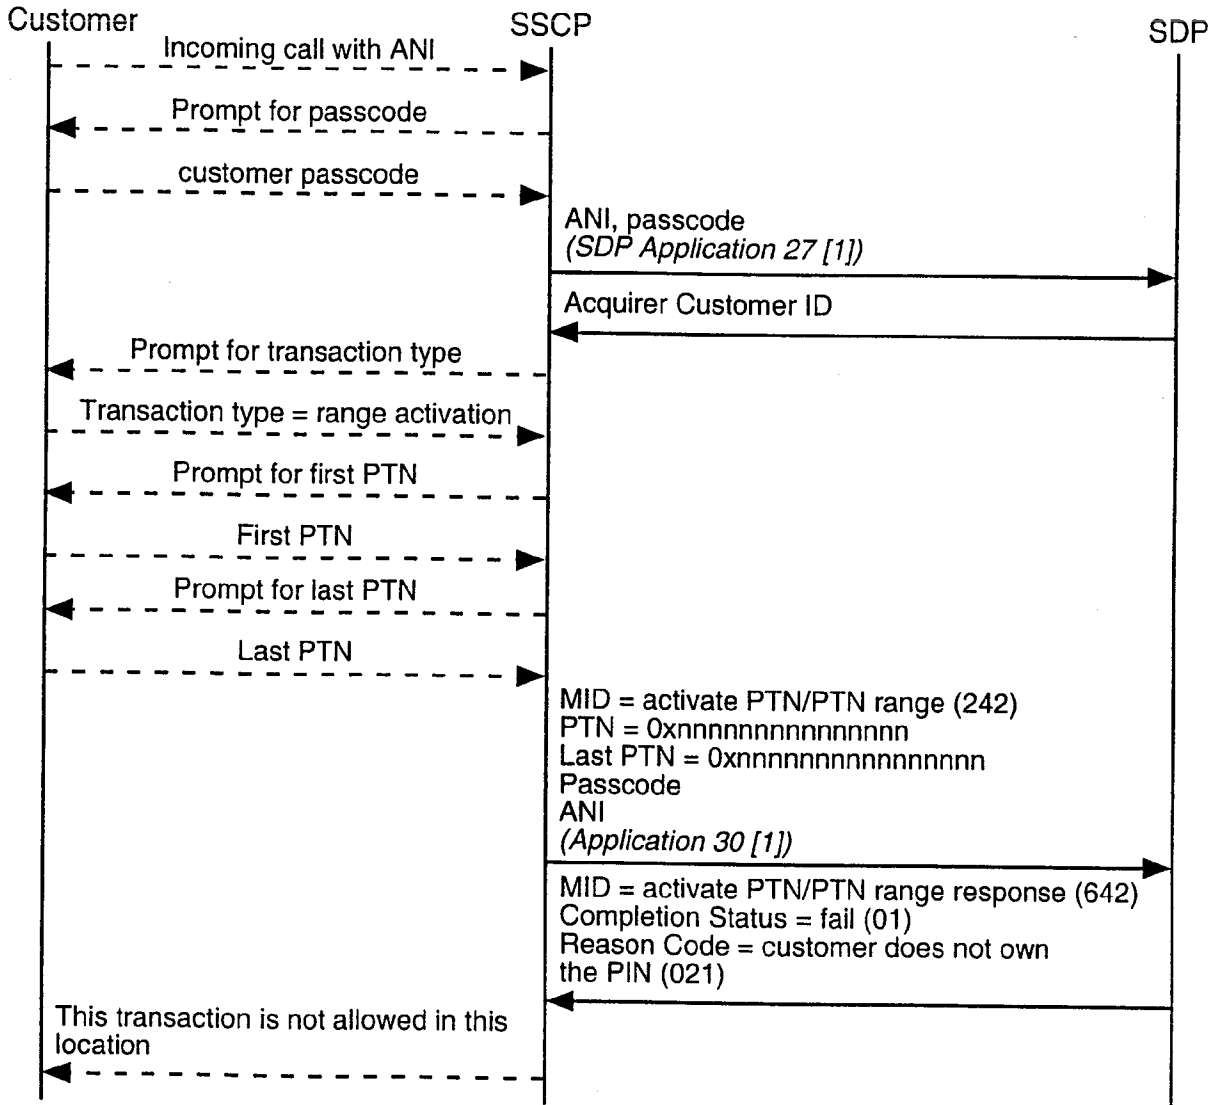 Customer
SSCP
SDP
Incoming call with ANI
Prompt for passcode
customer passcode
ANI, passcode
(SDP Application 27 [1])
Acquirer Customer ID
Prompt for transaction type
Transaction type = range activation
Prompt for first PTN
First PTN
Prompt for last PTN
Last PTN
MID = activate PTN/PTN range (242)
PTN = 0xnnnnnnnnnnnnnnnn
Last PTN = 0xnnnnnnnnnnnnnnnnn
Passcode
ANI
(Application 30 [1])
MID = activate PTN/PTN range response (642)
Completion Status = fail (01)
Reason Code = customer does not own
the PIN (021)
This transaction is not allowed in this
location